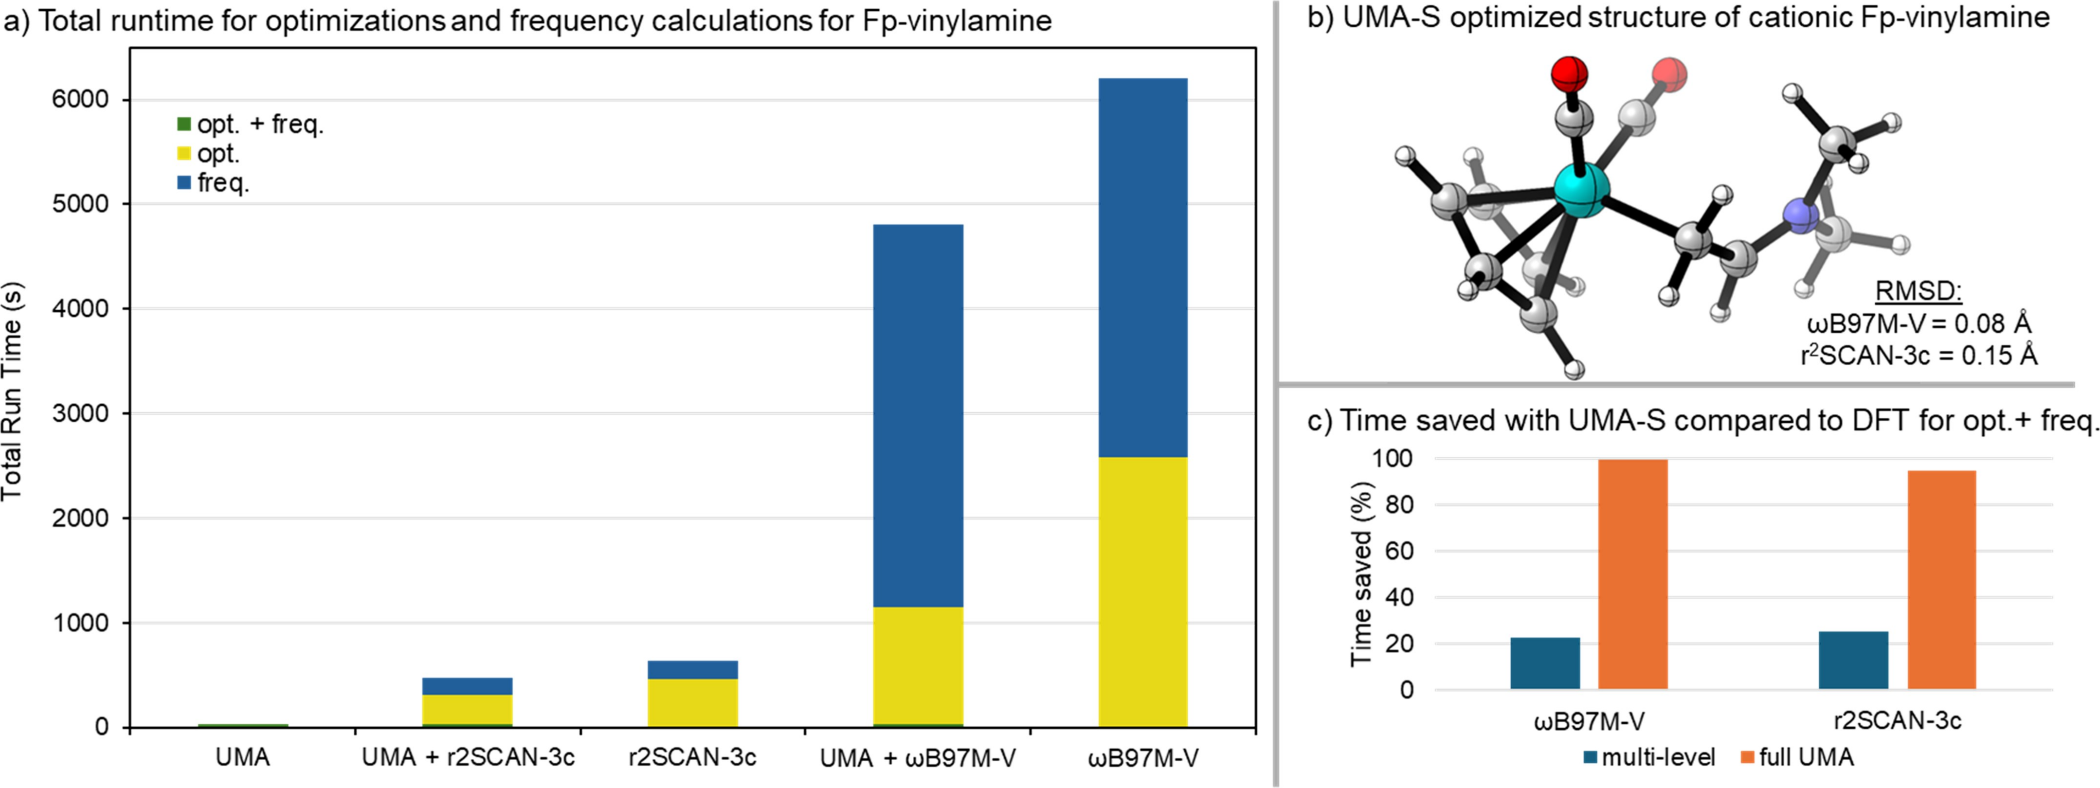 a) Total runtime for optimizations and frequency calculations for Fp-vinylamine
Total Run Time (s)
6000
5000
4000
3000
2000
1000
0
opt. + freq.
opt.
freq.
UMA
UMA + r2SCAN-3c
r2SCAN-3c
UMA + ωB97M-V
ωB97M-V
b) UMA-S optimized structure of cationic Fp-vinylamine
RMSD:
ωB97M-V = 0.08 Å
r²SCAN-3c = 0.15 Å
c) Time saved with UMA-S compared to DFT for opt.+ freq.
Time saved (%)
100
80
60
40
20
0
ωB97M-V
r2SCAN-3c
multi-level
full UMA